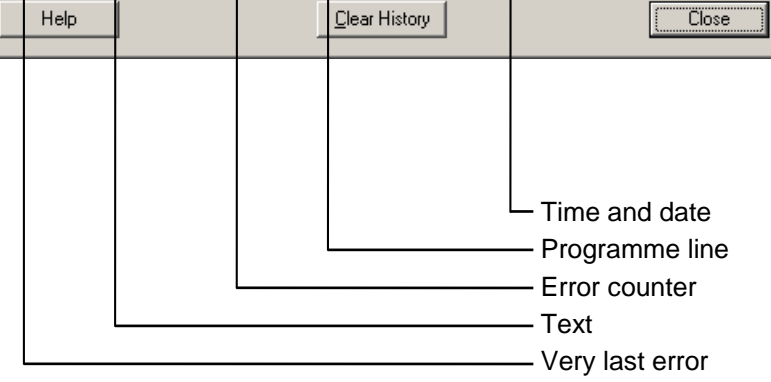 Help Clear History Close
Time and date
Programme line
Error counter
Text
Very last error